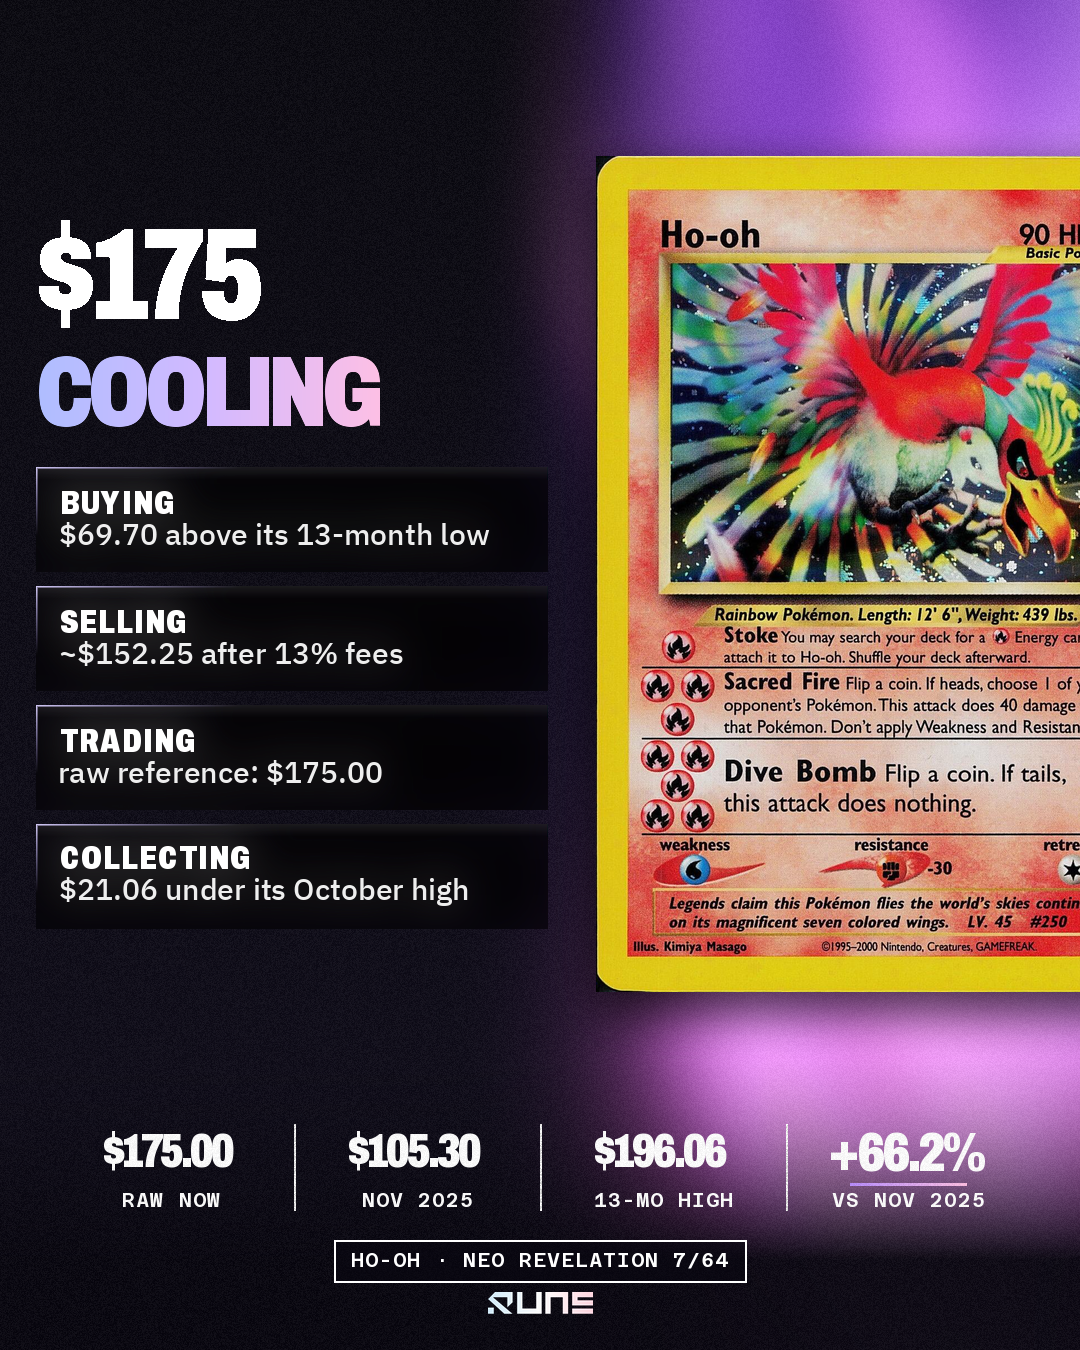 $175
COOLING
BUYING
$69.70 above its 13-month low
SELLING
~$152.25 after 13% fees
TRADING
raw reference: $175.00
COLLECTING
$21.06 under its October high
Ho-oh
90 H
Basic Po
Rainbow Pokémon. Length: 12' 6", Weight: 439 lbs.
Stoke You may search your deck for a Energy car
attach it to Ho-oh. Shuffle your deck afterward.
Sacred Fire Flip a coin. If heads, choose 1 of y
opponent's Pokémon. This attack does 40 damage
that Pokémon. Don't apply Weakness and Resistan
Dive Bomb Flip a coin. If tails,
this attack does nothing.
weakness resistance retre
-30
Legends claim this Pokémon flies the world's skies contin
on its magnificent seven colored wings. LV. 45 #250
Illus. Kimiya Masago ©1995-2000 Nintendo, Creatures, GAMEFREAK.
$175.00 $105.30 $196.06 +66.2%
RAW NOW NOV 2025 13-MO HIGH VS NOV 2025
HO-OH · NEO REVELATION 7/64
RUNE